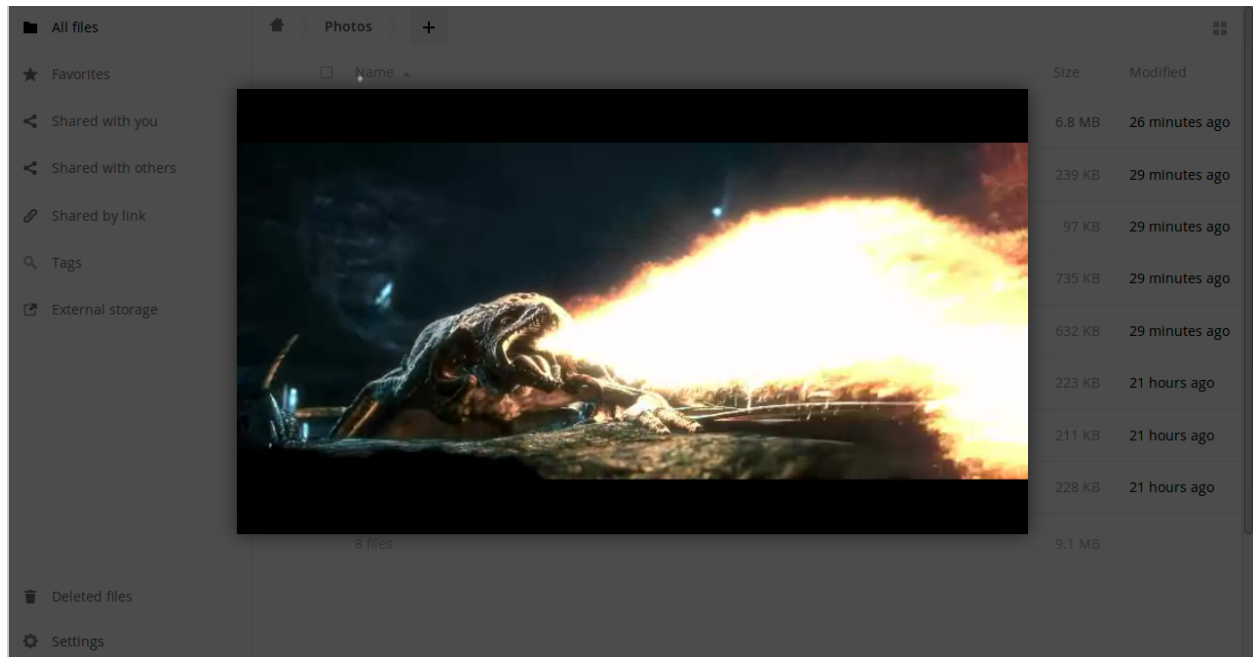 All files
Photos
+
Favorites
Name
Size
Modified
Shared with you
6.8 MB
26 minutes ago
Shared with others
239 KB
29 minutes ago
Shared by link
97 KB
29 minutes ago
Tags
735 KB
29 minutes ago
External storage
632 KB
29 minutes ago
223 KB
21 hours ago
211 KB
21 hours ago
228 KB
21 hours ago
8 files
9.1 MB
Deleted files
Settings